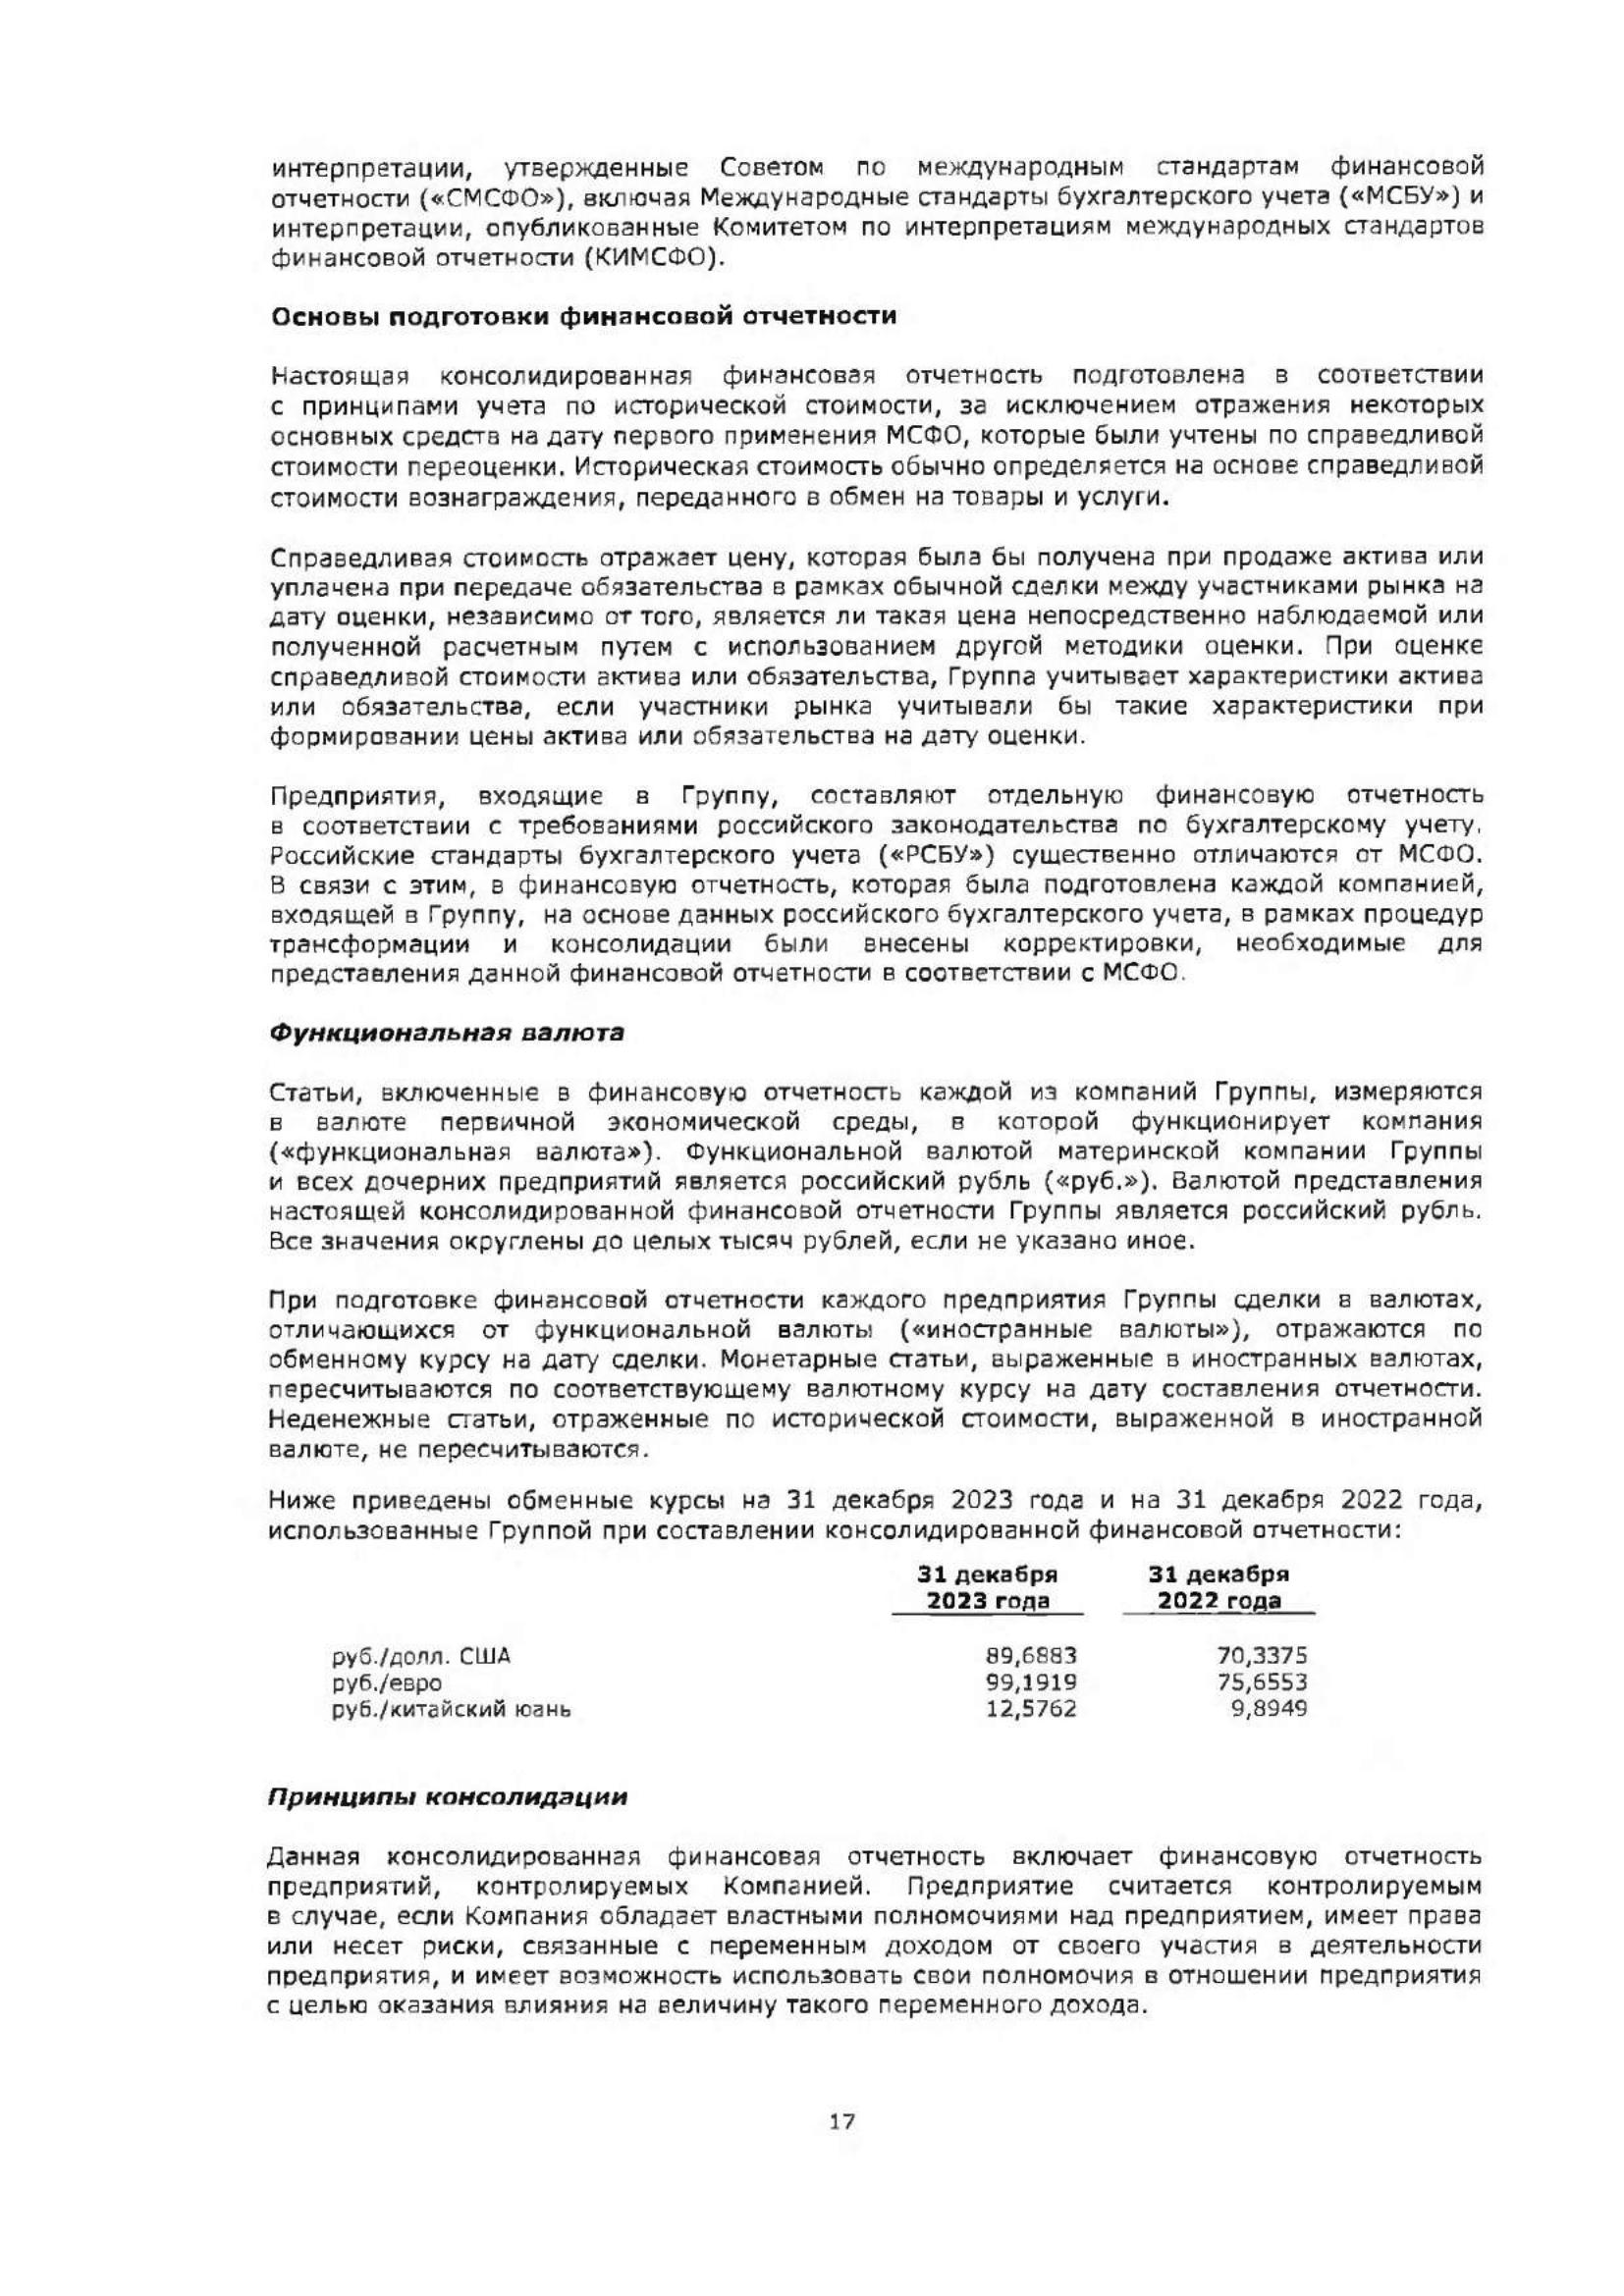 интерпретации, утвержденные Советом по международным стандартам финансовой
отчетности («СМСФО»), включая Международные стандарты бухгалтерского учета («МСБУ») и
интерпретации, опубликованные Комитетом по интерпретациям международных стандартов
финансовой отчетности (КИМСФО).
Основы подготовки финансовой отчетности
Настоящая консолидированная финансовая отчетность подготовлена в соответствии
с принципами учета по исторической стоимости, за исключением отражения некоторых
основных средств на дату первого применения МСФО, которые были учтены по справедливой
стоимости переоценки. Историческая стоимость обычно определяется на основе справедливой
стоимости вознаграждения, переданного в обмен на товары и услуги.
Справедливая стоимость отражает цену, которая была бы получена при продаже актива или
уплачена при передаче обязательства в рамках обычной сделки между участниками рынка на
дату оценки, независимо от того, является ли такая цена непосредственно наблюдаемой или
полученной расчетным путем с использованием другой методики оценки. При оценке
справедливой стоимости актива или обязательства, Группа учитывает характеристики актива
или обязательства, если участники рынка учитывали бы такие характеристики при
формировании цены актива или обязательства на дату оценки.
Предприятия, входящие в Группу, составляют отдельную финансовую отчетность
в соответствии с требованиями российского законодательства по бухгалтерскому учету.
Российские стандарты бухгалтерского учета («РСБУ») существенно отличаются от МСФО.
В связи с этим, в финансовую отчетность, которая была подготовлена каждой компанией,
входящей в Группу, на основе данных российского бухгалтерского учета, в рамках процедур
трансформации и консолидации были внесены корректировки, необходимые для
представления данной финансовой отчетности в соответствии с МСФО.
Функциональная валюта
Статьи, включенные в финансовую отчетность каждой из компаний Группы, измеряются
в валюте первичной экономической среды, в которой функционирует компания
(«функциональная валюта»). Функциональной валютой материнской компании Группы
и всех дочерних предприятий является российский рубль («руб.»). Валютой представления
настоящей консолидированной финансовой отчетности Группы является российский рубль.
Все значения округлены до целых тысяч рублей, если не указано иное.
При подготовке финансовой отчетности каждого предприятия Группы сделки в валютах,
отличающихся от функциональной валюты («иностранные валюты»), отражаются по
обменному курсу на дату сделки. Монетарные статьи, выраженные в иностранных валютах,
пересчитываются по соответствующему валютному курсу на дату составления отчетности.
Неденежные статьи, отраженные по исторической стоимости, выраженной в иностранной
валюте, не пересчитываются.
Ниже приведены обменные курсы на 31 декабря 2023 года и на 31 декабря 2022 года,
использованные Группой при составлении консолидированной финансовой отчетности:
31 декабря 31 декабря
2023 года 2022 года
руб./долл. США 89,6883 70,3375
руб./евро 99,1919 75,6553
руб./китайский юань 12,5762 9,8949
Принципы консолидации
Данная консолидированная финансовая отчетность включает финансовую отчетность
предприятий, контролируемых Компанией. Предприятие считается контролируемым
в случае, если Компания обладает властными полномочиями над предприятием, имеет права
или несет риски, связанные с переменным доходом от своего участия в деятельности
предприятия, и имеет возможность использовать свои полномочия в отношении предприятия
с целью оказания влияния на величину такого переменного дохода.
17